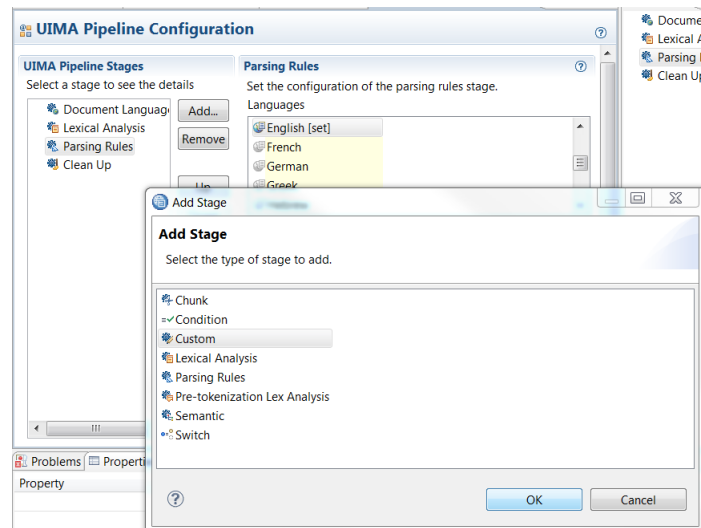 UIMA Pipeline Configuration
UIMA Pipeline Stages
Select a stage to see the details
Document Languag
Lexical Analysis
Parsing Rules
Clean Up
Add...
Remove
Up
Parsing Rules
Set the configuration of the parsing rules stage.
Languages
English [set]
French
German
Greek
Hebrew
Docume
Lexical A
Parsing
Clean Up
Add Stage
Add Stage
Select the type of stage to add.
Chunk
Condition
Custom
Lexical Analysis
Parsing Rules
Pre-tokenization Lex Analysis
Semantic
Switch
OK
Cancel
Problems
Properti
Property